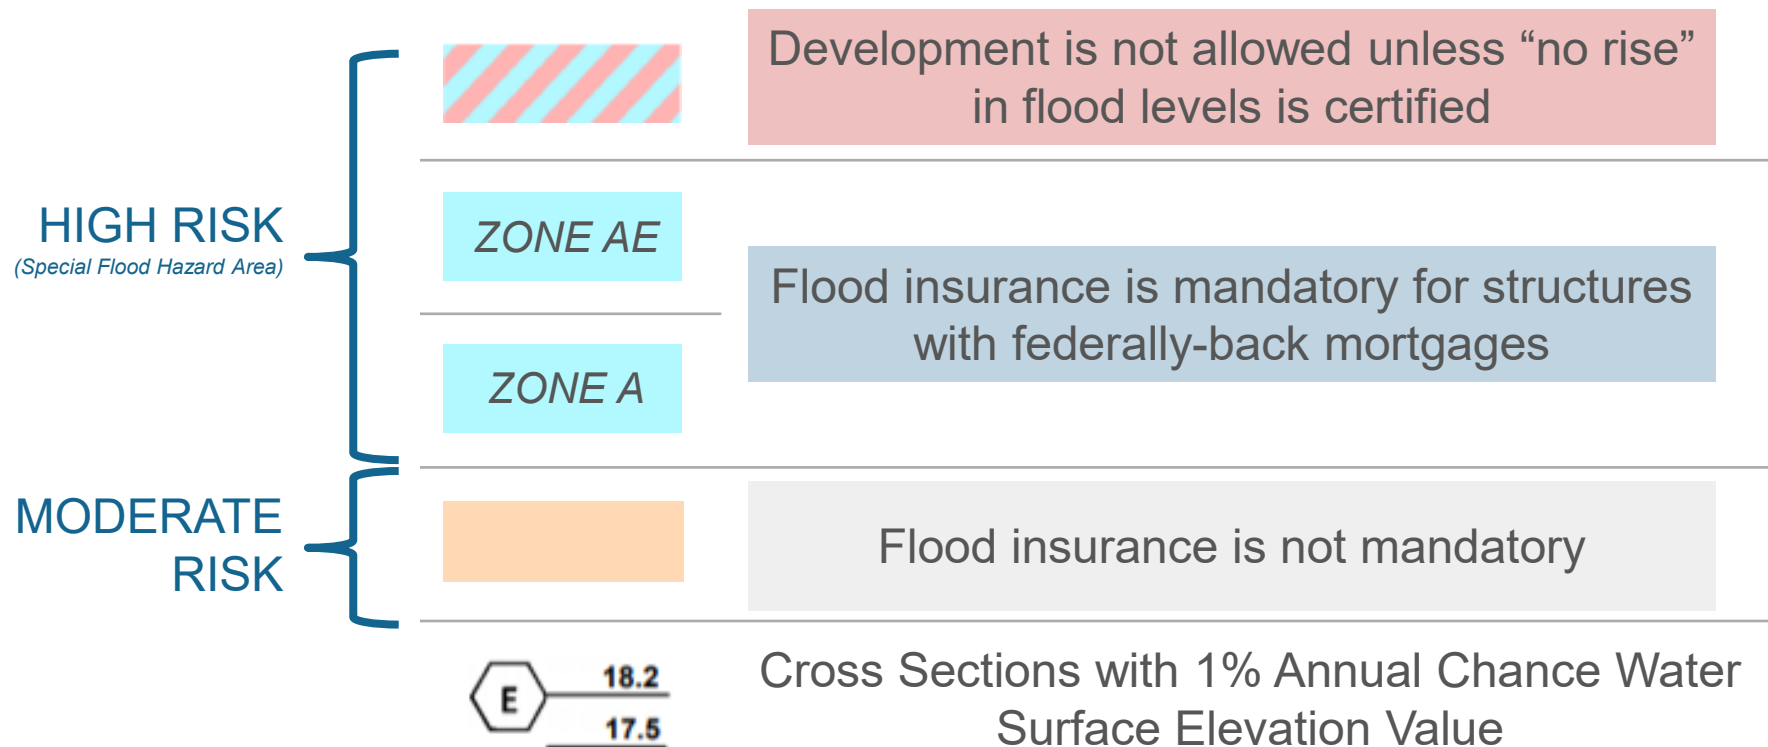 Development is not allowed unless “no rise”
in flood levels is certified
HIGH RISK
(Special Flood Hazard Area)
ZONE AE
Flood insurance is mandatory for structures
with federally-back mortgages
ZONE A
MODERATE
RISK
Flood insurance is not mandatory
E
18.2
17.5
Cross Sections with 1% Annual Chance Water
Surface Elevation Value